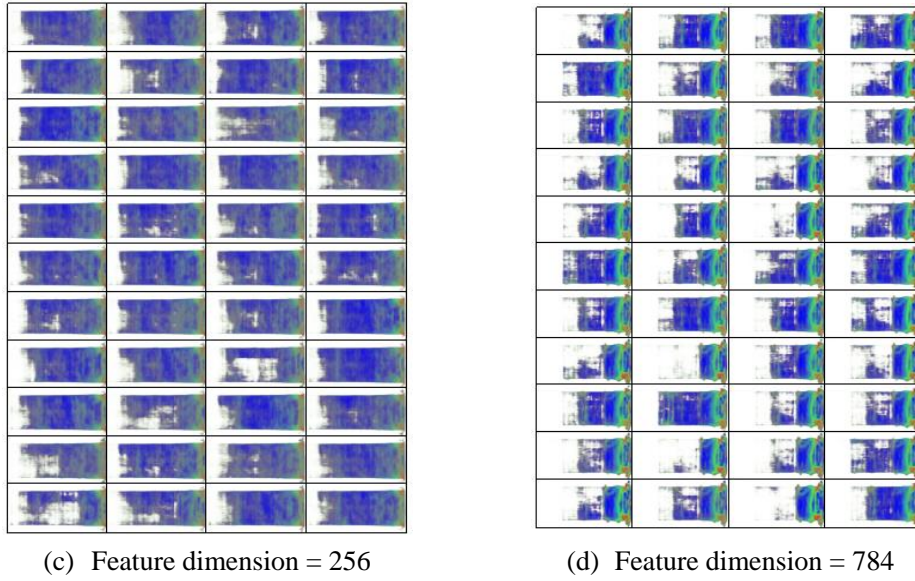 (c) Feature dimension = 256
(d) Feature dimension = 784